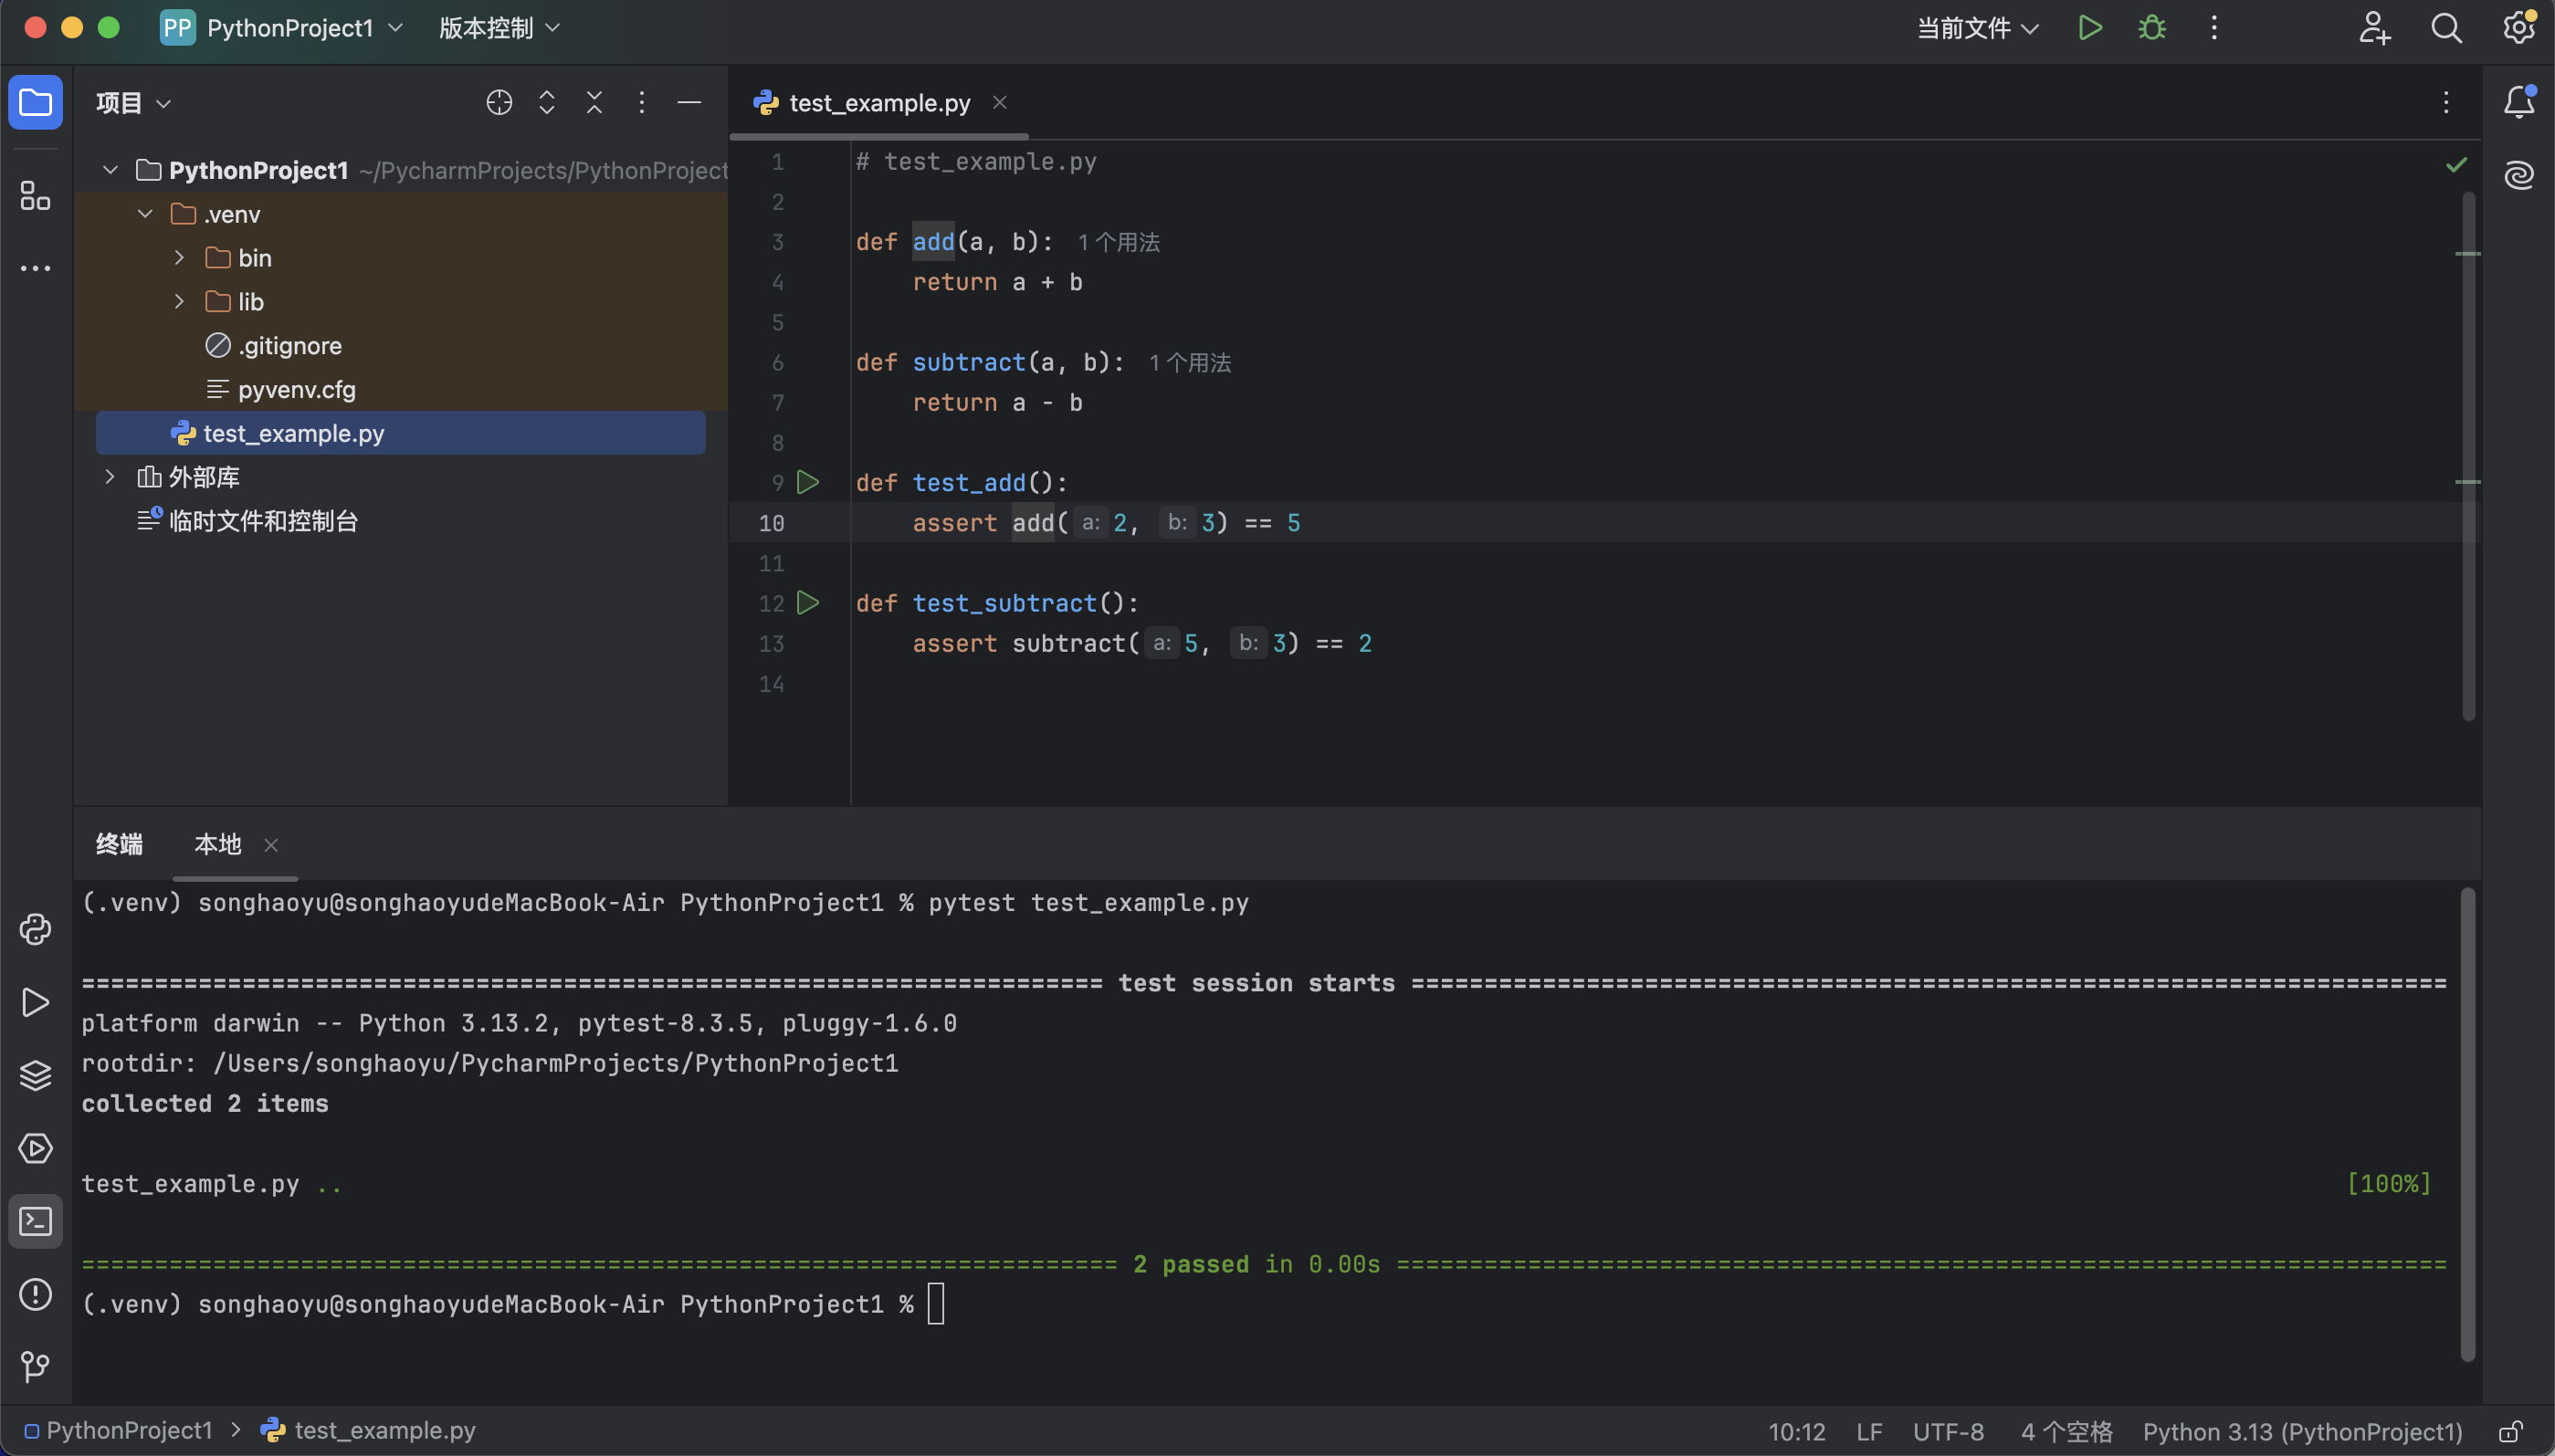 PP PythonProject1 版本控制 当前文件
项目
PythonProject1 ~/PycharmProjects/PythonProject
.venv
bin
lib
.gitignore
pyvenv.cfg
test_example.py
外部库
临时文件和控制台
test_example.py
1 # test_example.py
2
3 def add(a, b): 1 个用法
4 return a + b
5
6 def subtract(a, b): 1 个用法
7 return a - b
8
9 def test_add():
10 assert add( a: 2, b: 3) == 5
11
12 def test_subtract():
13 assert subtract( a: 5, b: 3) == 2
14
终端 本地
(.venv) songhaoyu@songhaoyudeMacBook-Air PythonProject1 % pytest test_example.py
====================================================================== test session starts =======================================================================
platform darwin -- Python 3.13.2, pytest-8.3.5, pluggy-1.6.0
rootdir: /Users/songhaoyu/PycharmProjects/PythonProject1
collected 2 items
test_example.py .. [100%]
======================================================================= 2 passed in 0.00s ========================================================================
(.venv) songhaoyu@songhaoyudeMacBook-Air PythonProject1 %
PythonProject1 > test_example.py 10:12 LF UTF-8 4 个空格 Python 3.13 (PythonProject1)